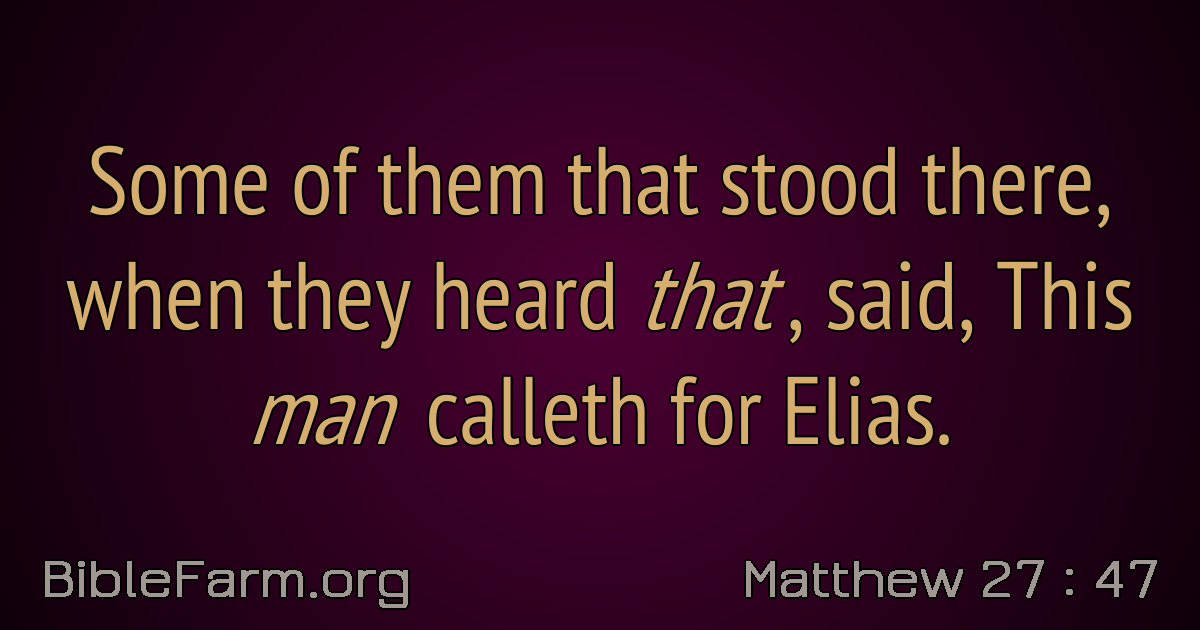 Some of them that stood there,
when they heard that, said, This
man calleth for Elias.
BibleFarm.org
Matthew 27 : 47